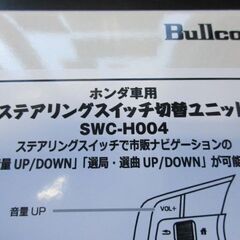 Bullco
ホンダ車用
ステアリングスイッチ切替ユニット
SWC-H004
ステアリングスイッチで市販ナビゲーションの
音量 UP/DOWN」「選局・選曲 UP/DOWN」が可能
音量 UP
VOL+